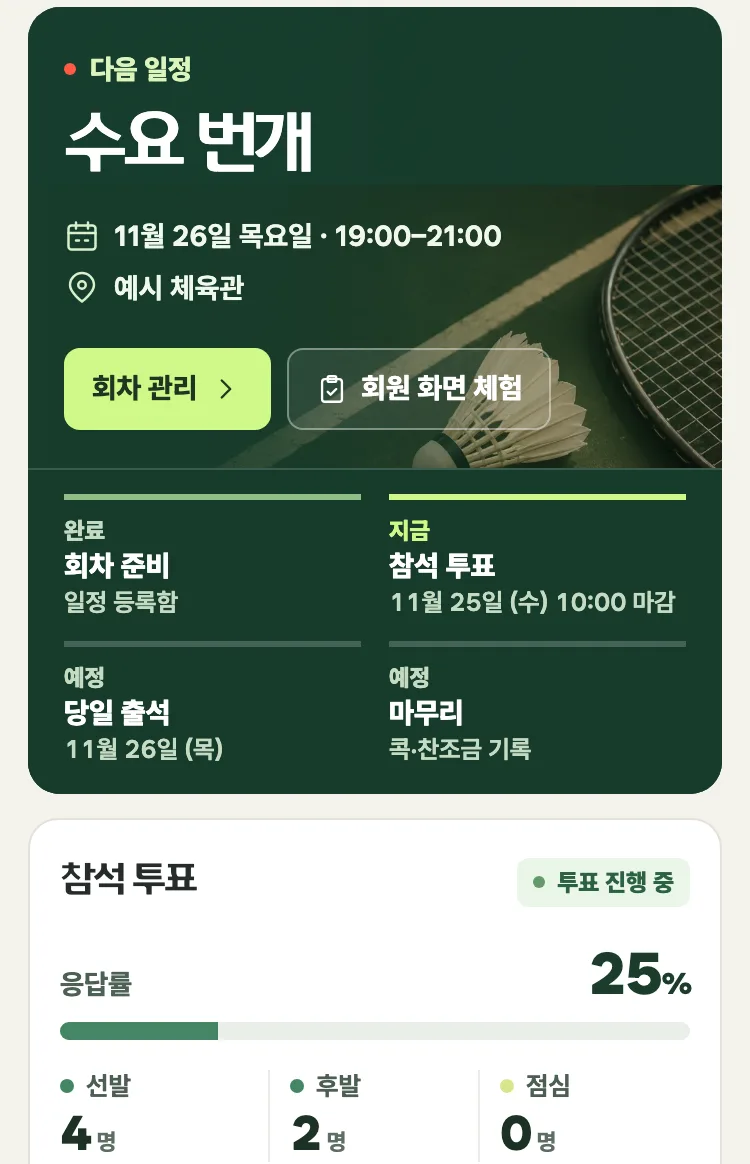 다음 일정
수요 번개
11월 26일 목요일 · 19:00–21:00
예시 체육관
회차 관리
회원 화면 체험
완료
회차 준비
일정 등록함
지금
참석 투표
11월 25일 (수) 10:00 마감
예정
당일 출석
11월 26일 (목)
예정
마무리
콕·찬조금 기록
참석 투표
투표 진행 중
응답률
25%
선발
4명
후발
2명
점심
0명